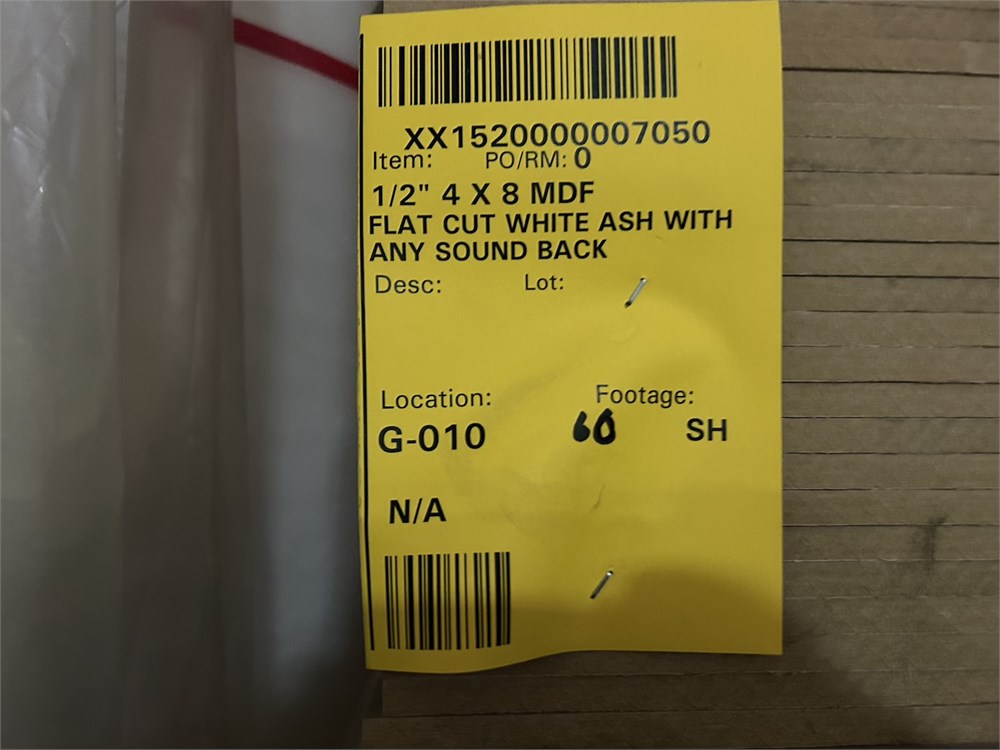 XX1520000007050
Item: PO/RM: 0
1/2" 4 X 8 MDF
FLAT CUT WHITE ASH WITH
ANY SOUND BACK
Desc: Lot:
Location: Footage:
G-010 60 SH
N/A